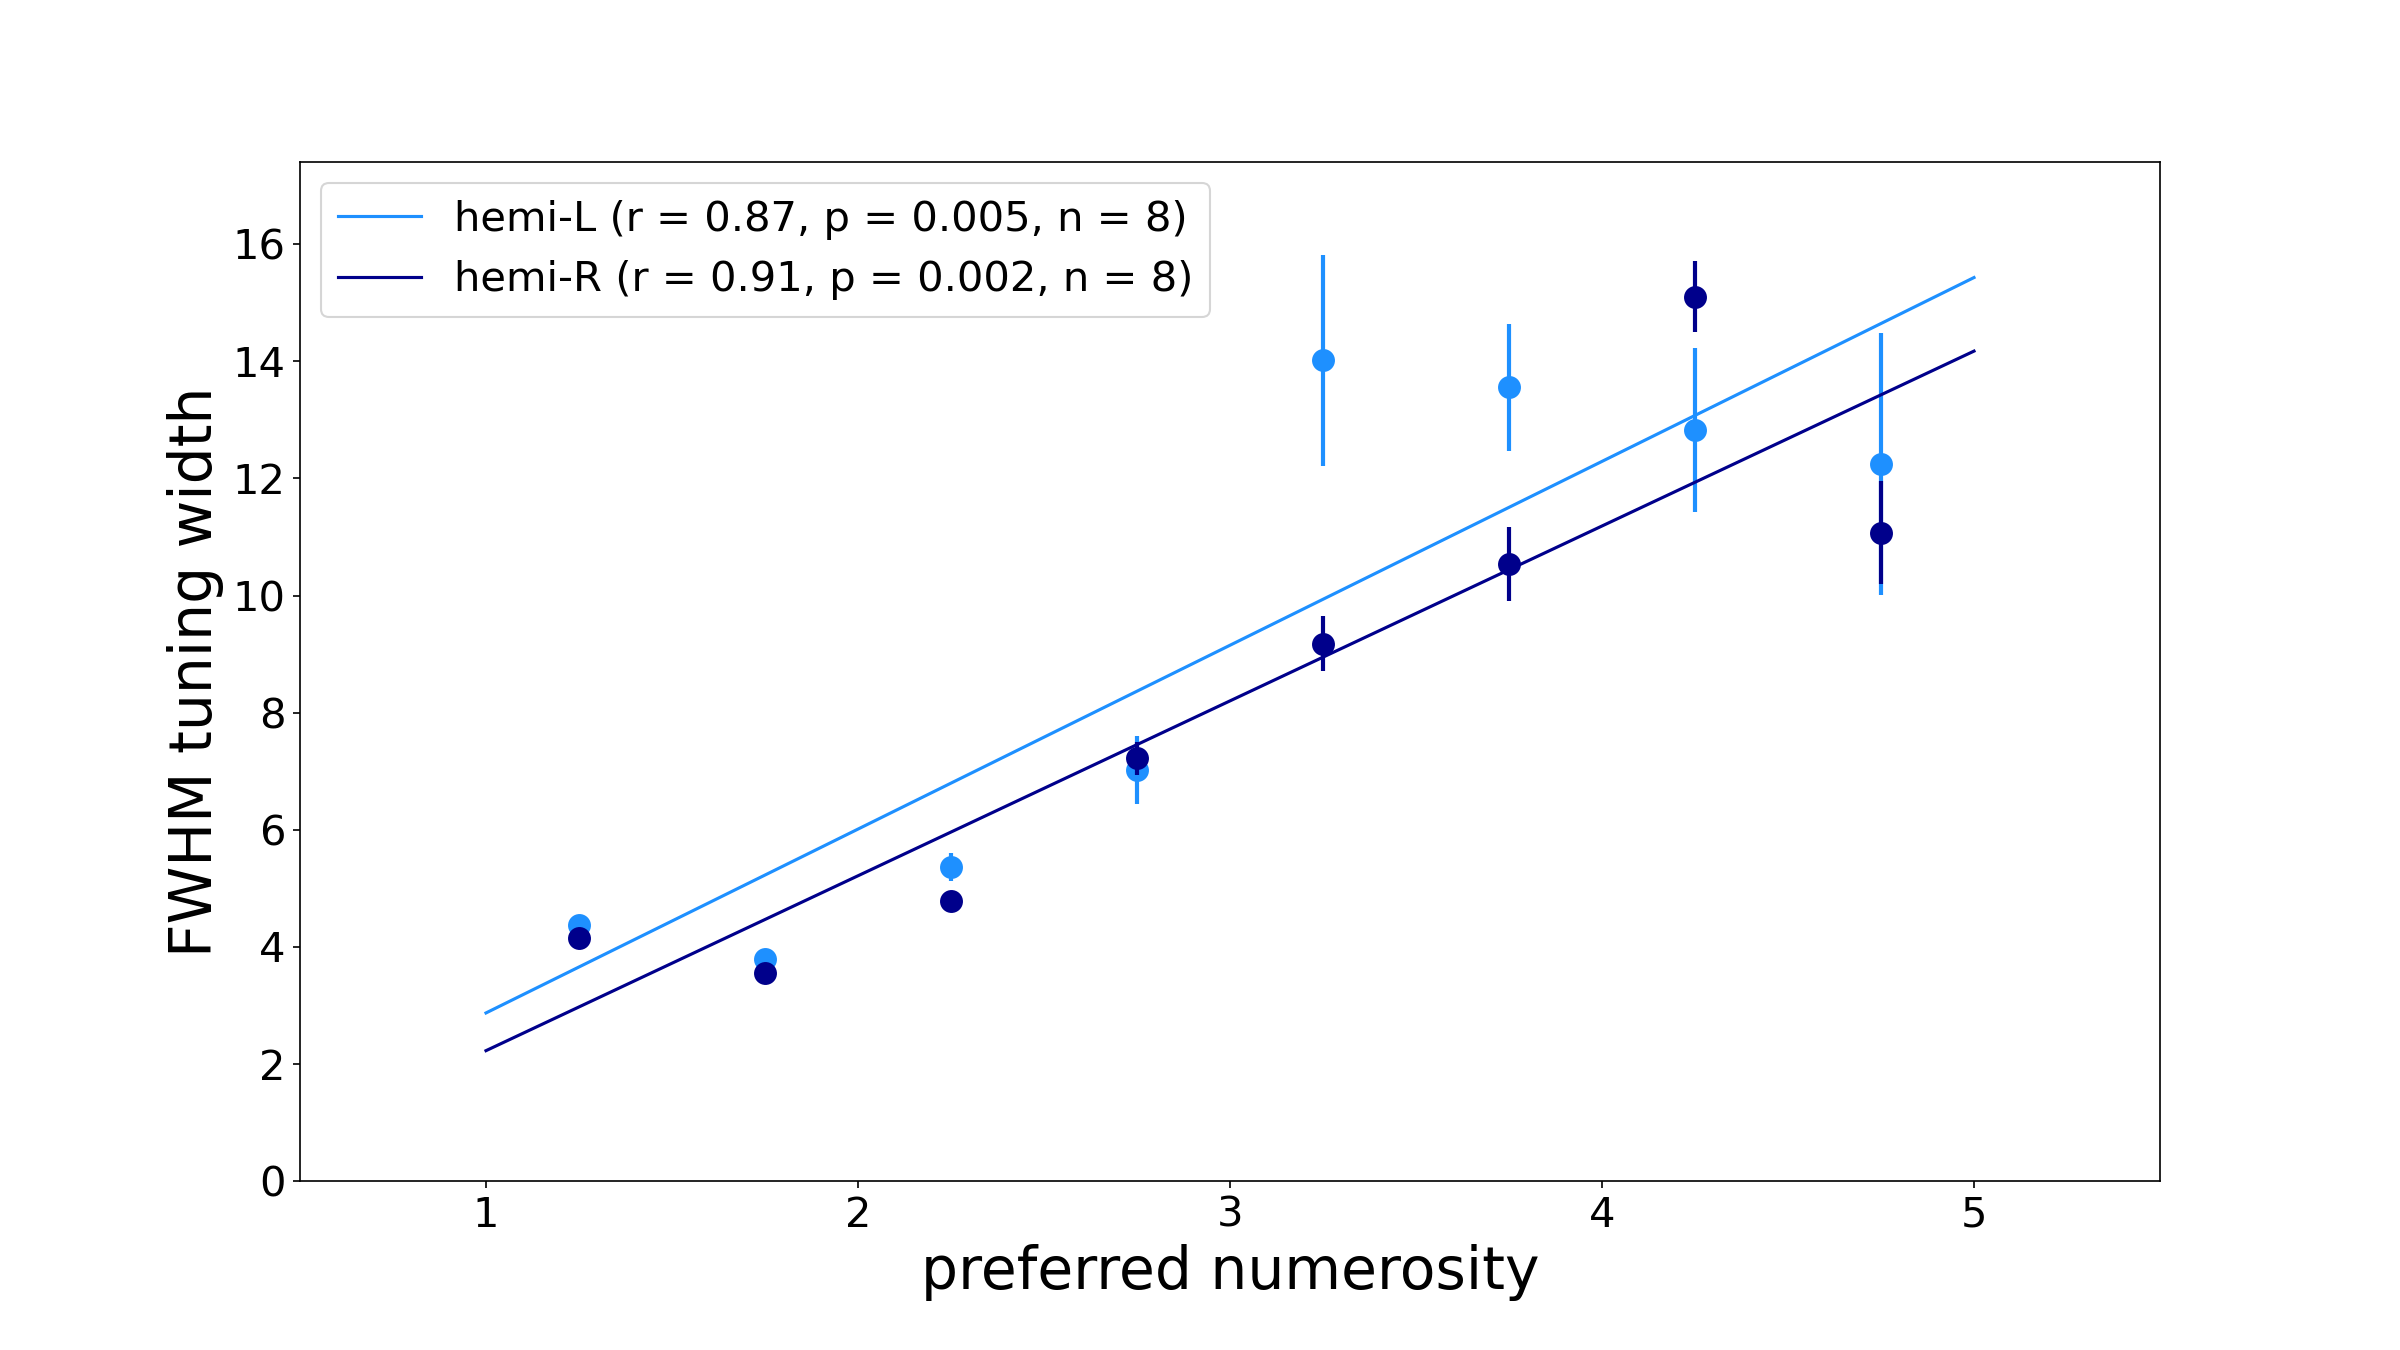 hemi-L (r = 0.87, p = 0.005, n = 8)
hemi-R (r = 0.91, p = 0.002, n = 8)
FWHM tuning width
16
14
12
10
8
6
4
2
0
1 2 3 4 5
preferred numerosity